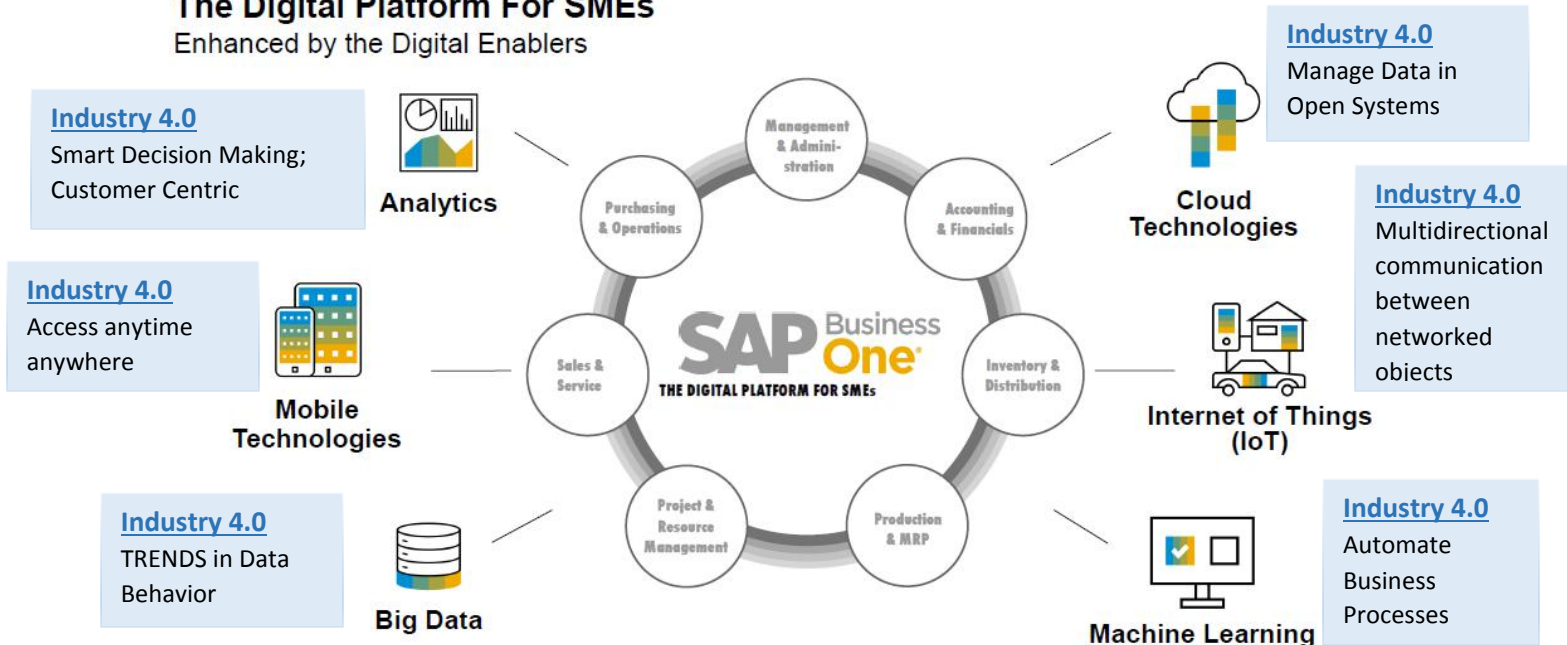 The Digital Platform For SMEs
Enhanced by the Digital Enablers
Industry 4.0
Smart Decision Making;
Customer Centric
Analytics
Industry 4.0
Access anytime
anywhere
Mobile
Technologies
Industry 4.0
TRENDS in Data
Behavior
Big Data
Management
& Admini-
stration
Purchasing
& Operations
Accounting
& Financials
Sales &
Service
SAP Business
One
THE DIGITAL PLATFORM FOR SMEs
Inventory &
Distribution
Project &
Resource
Management
Production
& MRP
Industry 4.0
Manage Data in
Open Systems
Cloud
Technologies
Industry 4.0
Multidirectional
communication
between
networked
objects
Internet of Things
(IoT)
Industry 4.0
Automate
Business
Processes
Machine Learning